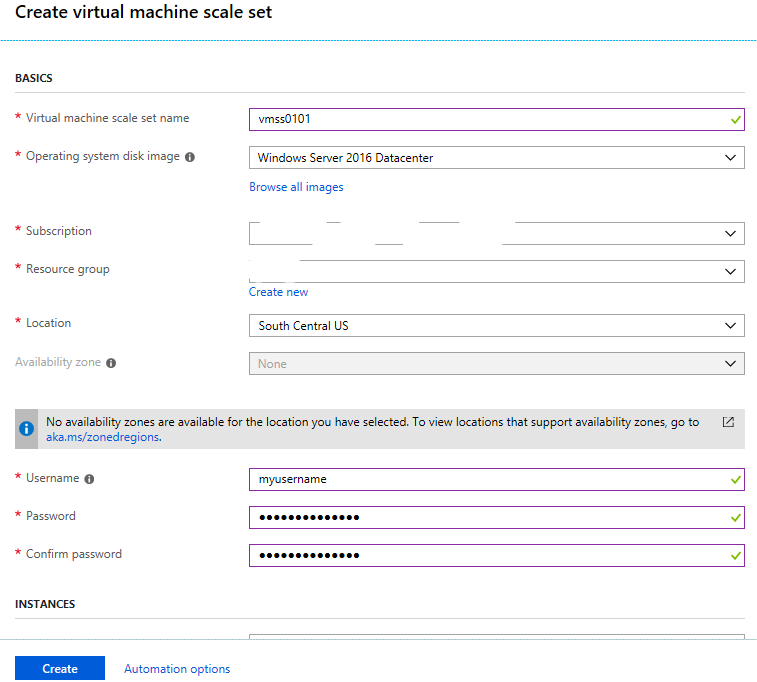 Create virtual machine scale set
BASICS
* Virtual machine scale set name
vmss0101
* Operating system disk image
Windows Server 2016 Datacenter
Browse all images
* Subscription
* Resource group
Create new
* Location
South Central US
Availability zone
None
No availability zones are available for the location you have selected. To view locations that support availability zones, go to
aka.ms/zonedregions.
* Username
myusername
* Password
••••••••••••••
* Confirm password
••••••••••••••
INSTANCES
Create
Automation options